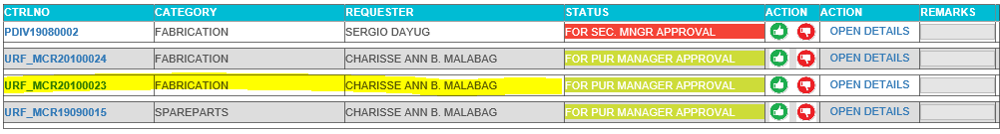 CTRLNO CATEGORY REQUESTER STATUS ACTION ACTION REMARKS
PDIV19080002 FABRICATION SERGIO DAYUG FOR SEC. MNGR APPROVAL OPEN DETAILS
URF_MCR20100024 FABRICATION CHARISSE ANN B. MALABAG FOR PUR MANAGER APPROVAL OPEN DETAILS
URF_MCR20100023 FABRICATION CHARISSE ANN B. MALABAG FOR PUR MANAGER APPROVAL OPEN DETAILS
URF_MCR19090015 SPAREPARTS CHARISSE ANN B. MALABAG FOR PUR MANAGER APPROVAL OPEN DETAILS